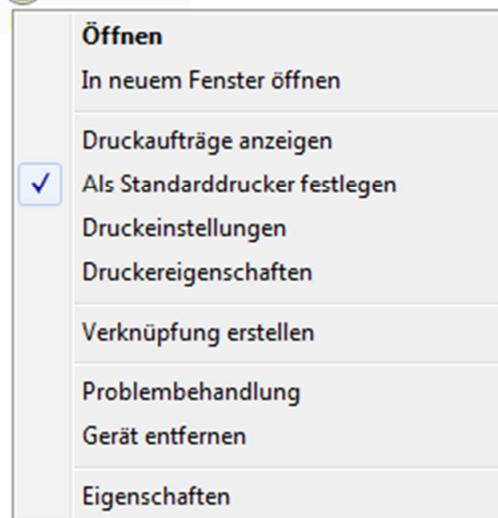 Öffnen
In neuem Fenster öffnen
Druckaufträge anzeigen
Als Standarddrucker festlegen
Druckeinstellungen
Druckereigenschaften
Verknüpfung erstellen
Problembehandlung
Gerät entfernen
Eigenschaften